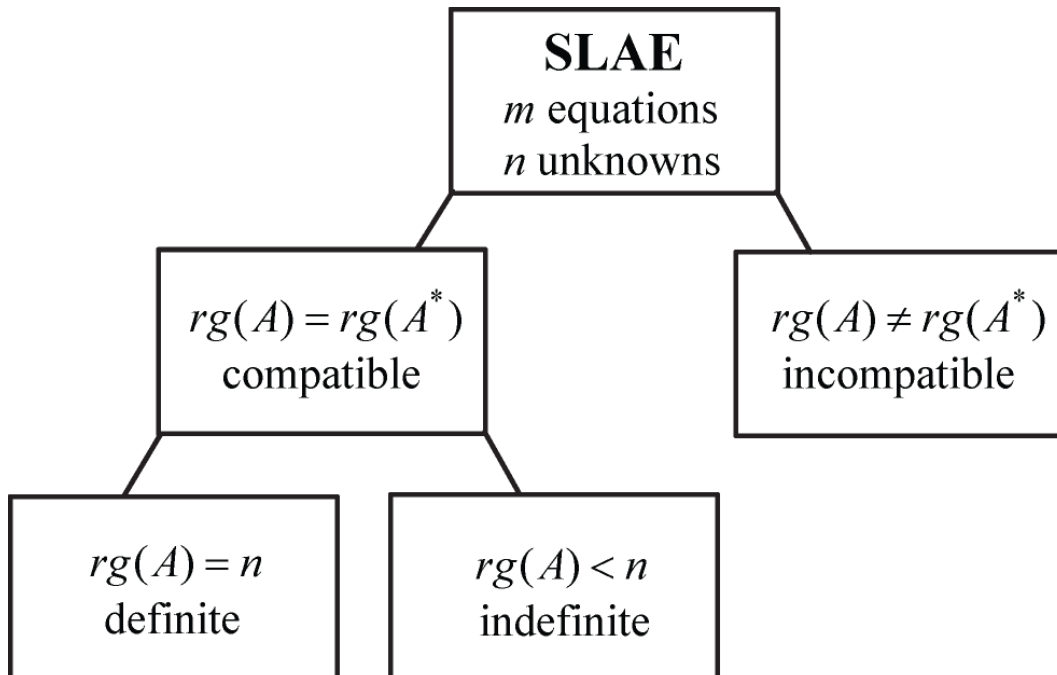 SLAE
m equations
n unknowns
rg(A) = rg(A*)
compatible
rg(A) ≠ rg(A*)
incompatible
rg(A) = n
definite
rg(A) < n
indefinite